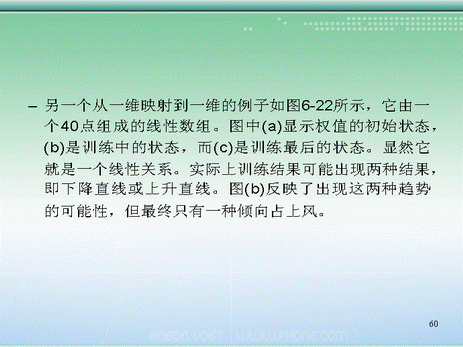 – 另一个从一维映射到一维的例子如图6-22所示，它由一
个40点组成的线性数组。图中(a)显示权值的初始状态，
(b)是训练中的状态，而(c)是训练最后的状态。显然它
就是一个线性关系。实际上训练结果可能出现两种结果，
即下降直线或上升直线。图(b)反映了出现这两种趋势
的可能性，但最终只有一种倾向占上风。
60